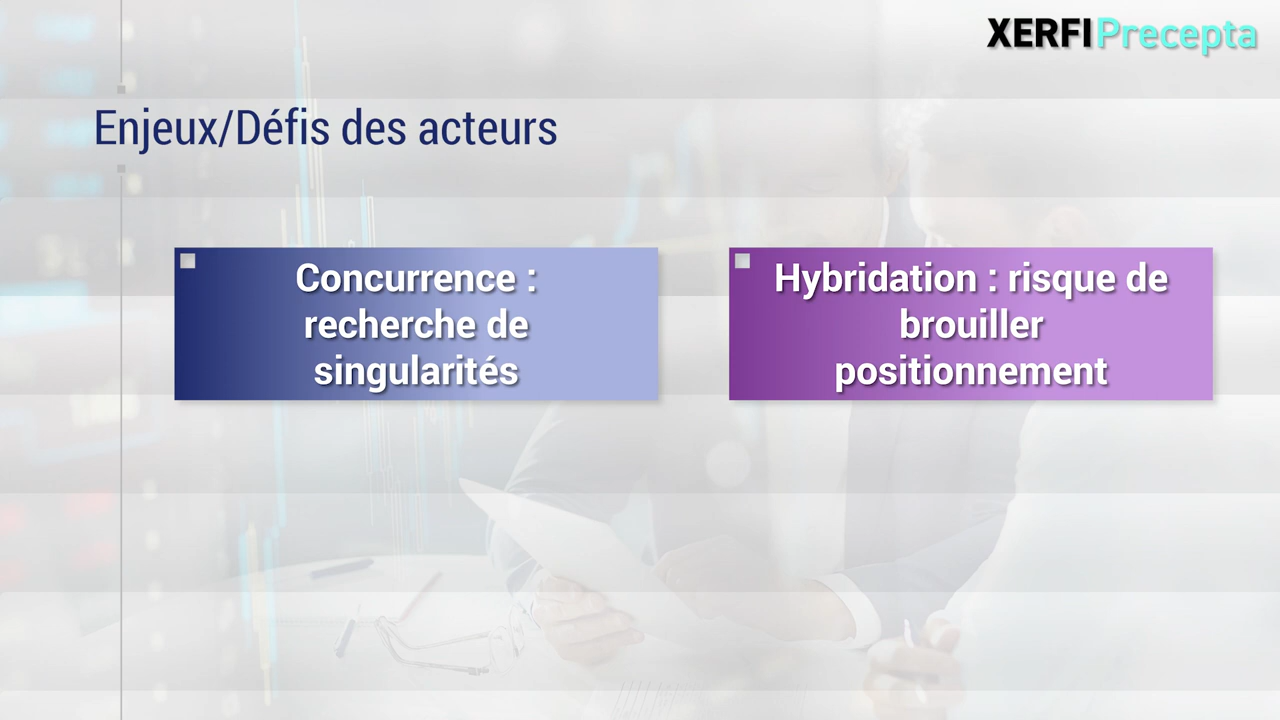 XERFI Precepta
Enjeux/Défis des acteurs
Concurrence :
recherche de
singularités
Hybridation : risque de
brouiller
positionnement